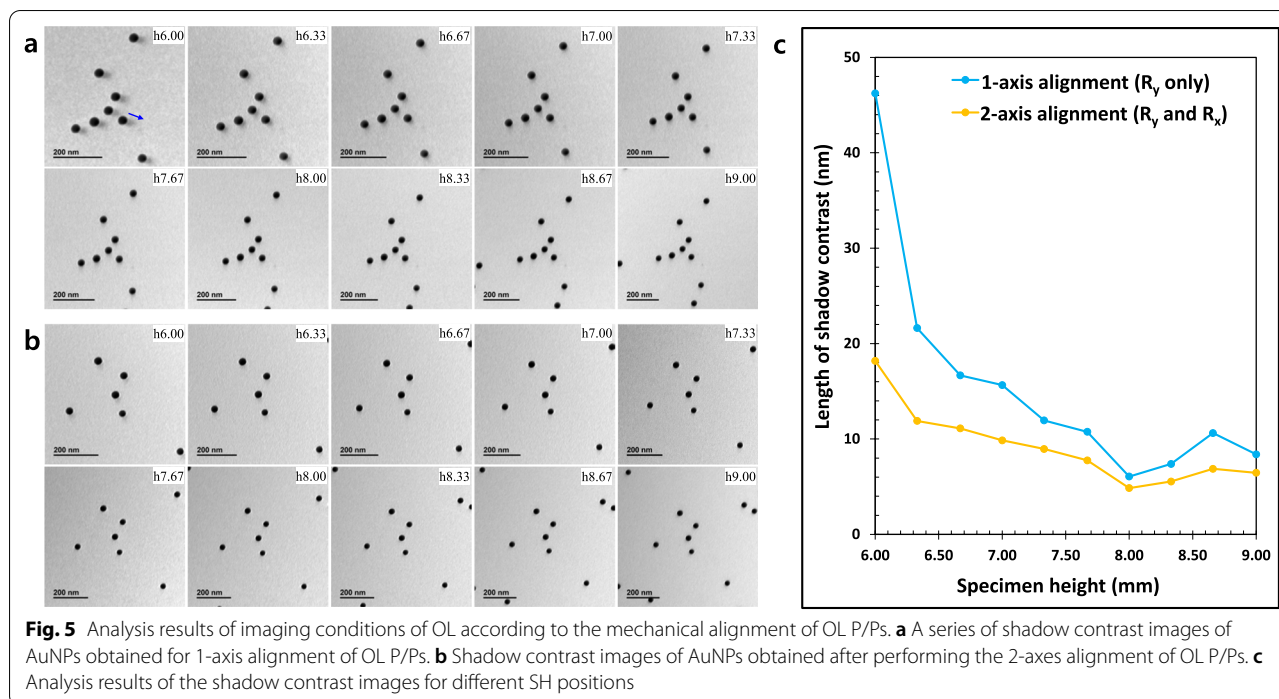 a
h6.00
h6.33
h6.67
h7.00
h7.33
200 nm
200 nm
200 nm
200 nm
200 nm
h7.67
h8.00
h8.33
h8.67
h9.00
200 nm
200 nm
200 nm
200 nm
200 nm
b
h6.00
h6.33
h6.67
h7.00
h7.33
200 nm
200 nm
200 nm
200 nm
200 nm
h7.67
h8.00
h8.33
h8.67
h9.00
200 nm
200 nm
200 nm
200 nm
200 nm
c
50
40
30
20
10
0
Length of shadow contrast (nm)
1-axis alignment (Ry only)
2-axis alignment (Ry and Rx)
6.00 6.50 7.00 7.50 8.00 8.50 9.00
Specimen height (mm)
Fig. 5 Analysis results of imaging conditions of OL according to the mechanical alignment of OL P/Ps. a A series of shadow contrast images of
AuNPs obtained for 1-axis alignment of OL P/Ps. b Shadow contrast images of AuNPs obtained after performing the 2-axes alignment of OL P/Ps. c
Analysis results of the shadow contrast images for different SH positions